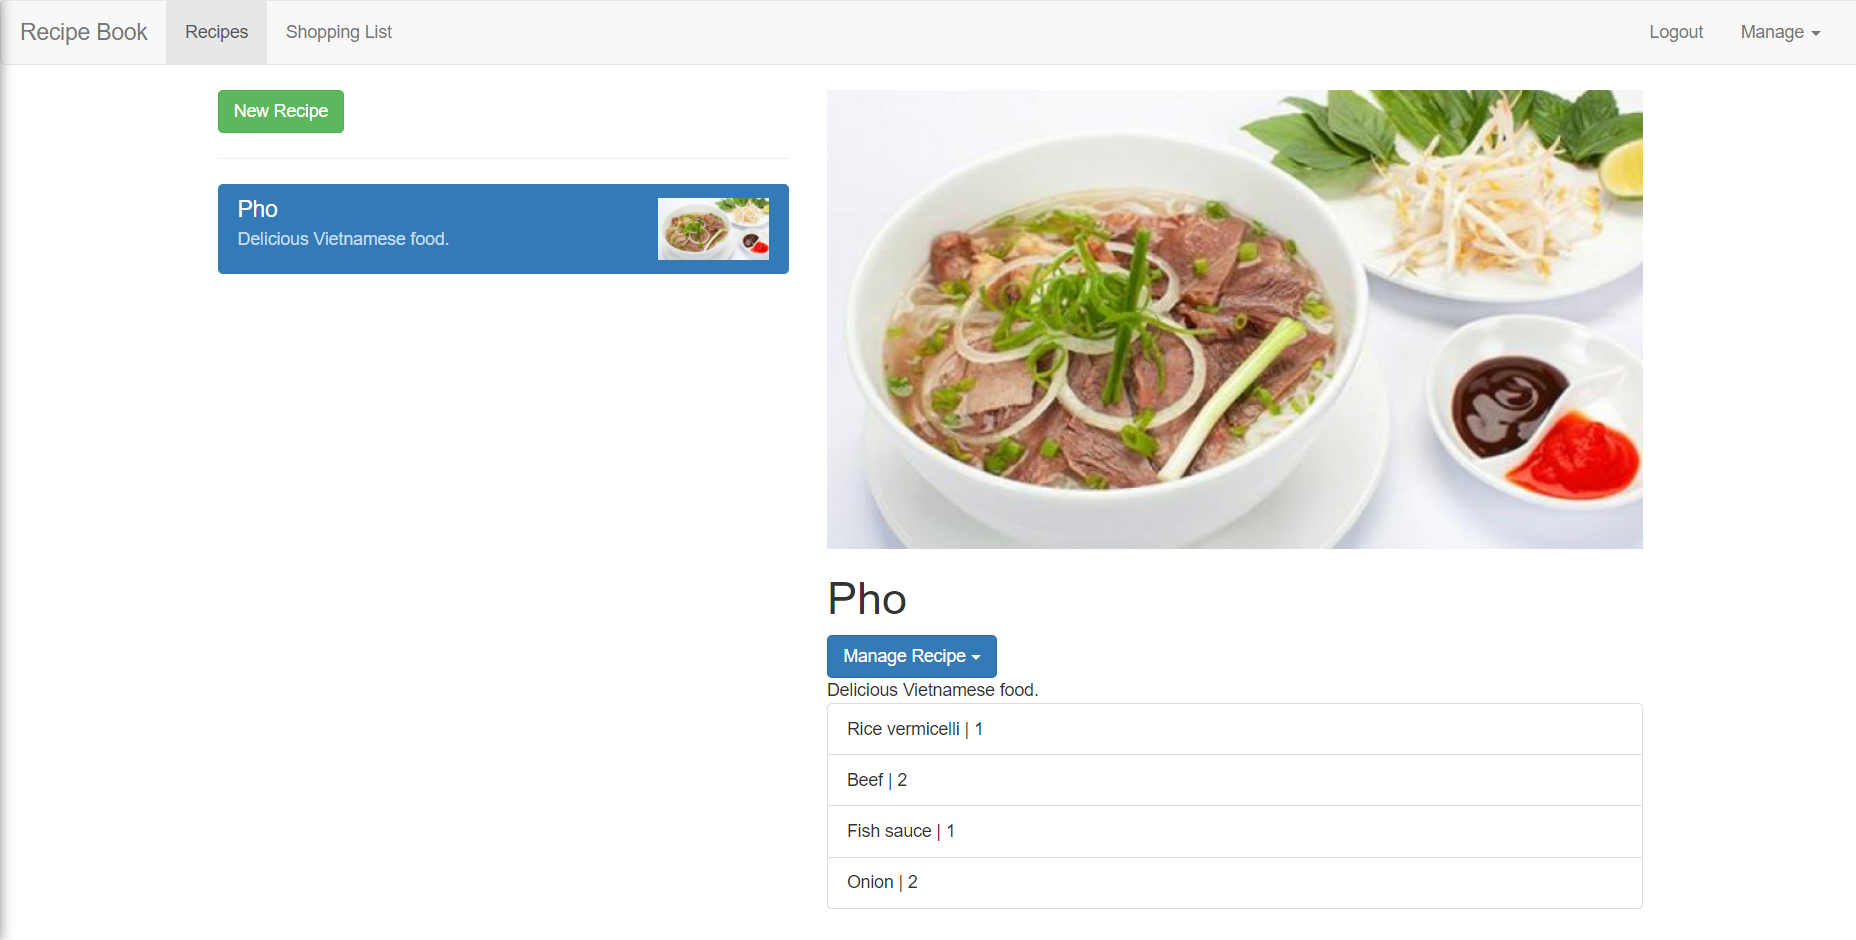 Recipe Book
Recipes
Shopping List
Logout
Manage
New Recipe
Pho
Delicious Vietnamese food.
Pho
Manage Recipe
Delicious Vietnamese food.
Rice vermicelli | 1
Beef | 2
Fish sauce | 1
Onion | 2